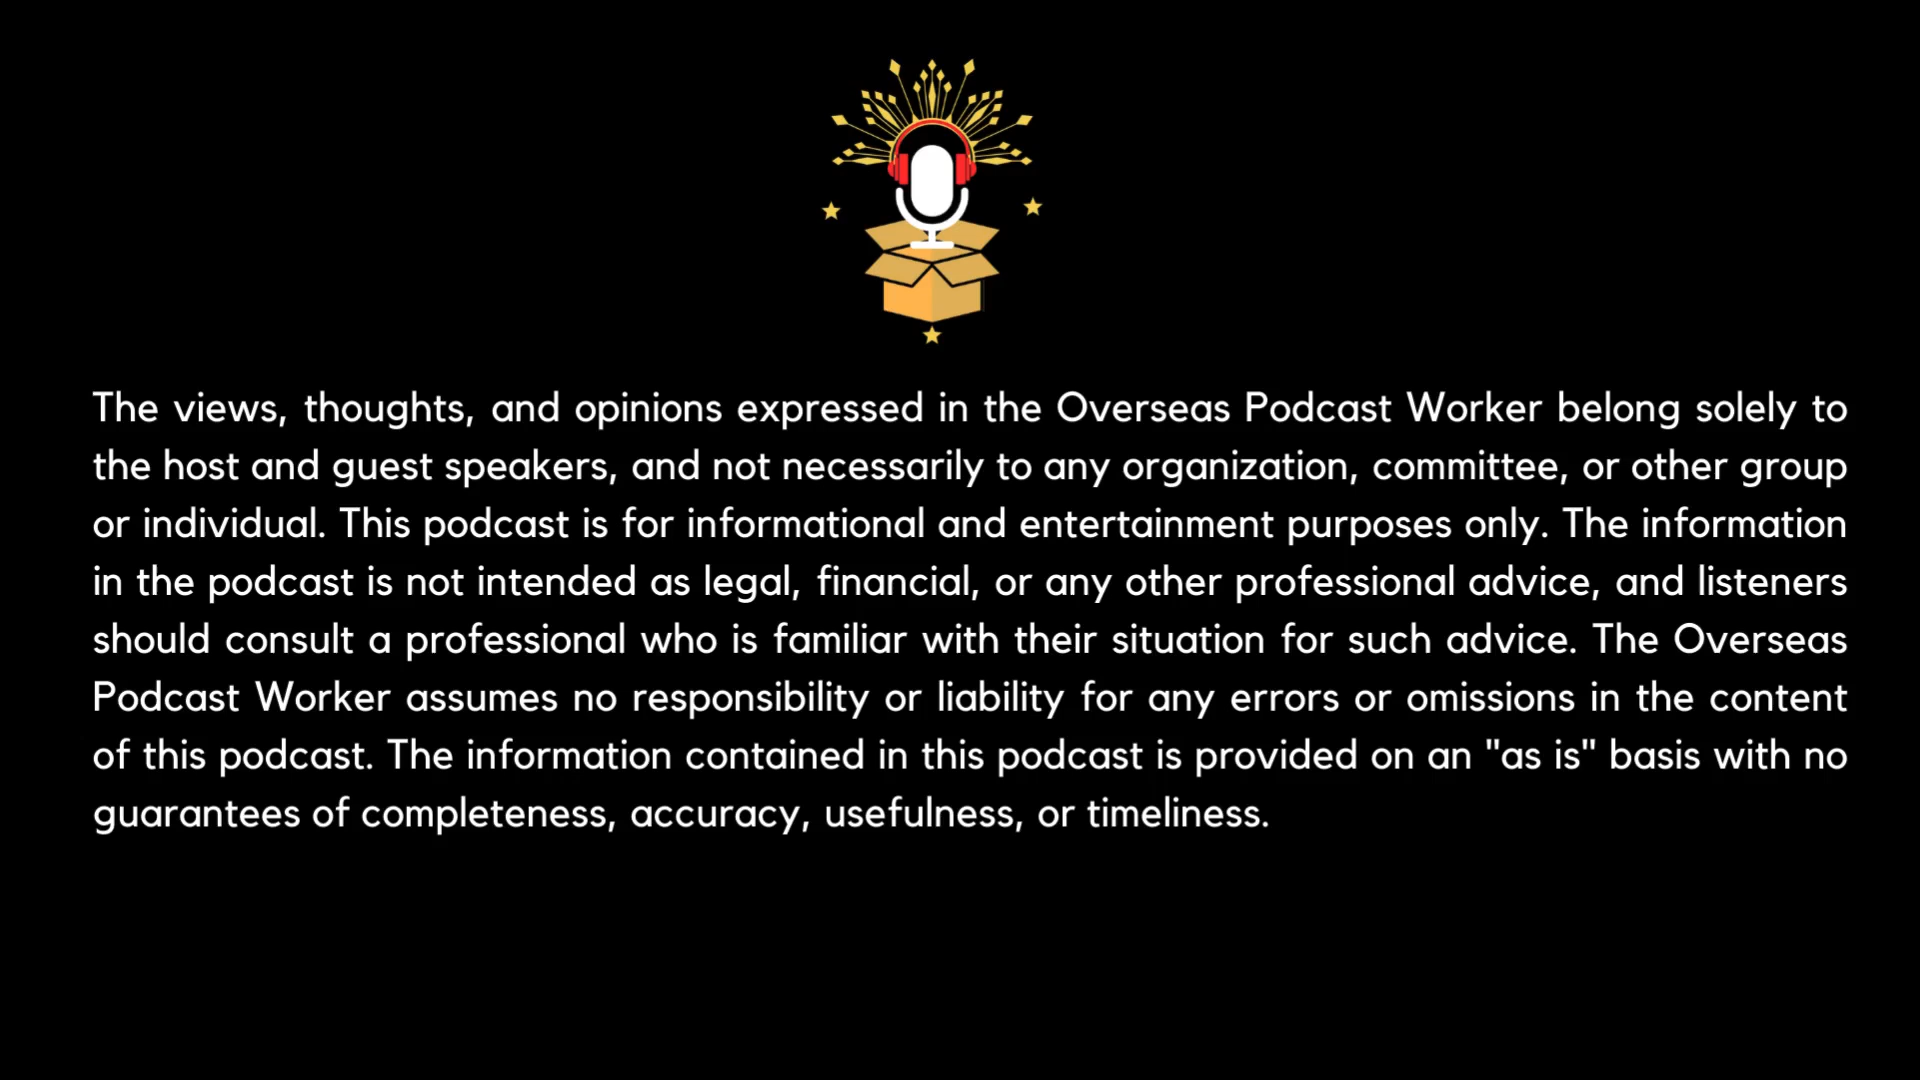 The views, thoughts, and opinions expressed in the Overseas Podcast Worker belong solely to
the host and guest speakers, and not necessarily to any organization, committee, or other group
or individual. This podcast is for informational and entertainment purposes only. The information
in the podcast is not intended as legal, financial, or any other professional advice, and listeners
should consult a professional who is familiar with their situation for such advice. The Overseas
Podcast Worker assumes no responsibility or liability for any errors or omissions in the content
of this podcast. The information contained in this podcast is provided on an "as is" basis with no
guarantees of completeness, accuracy, usefulness, or timeliness.